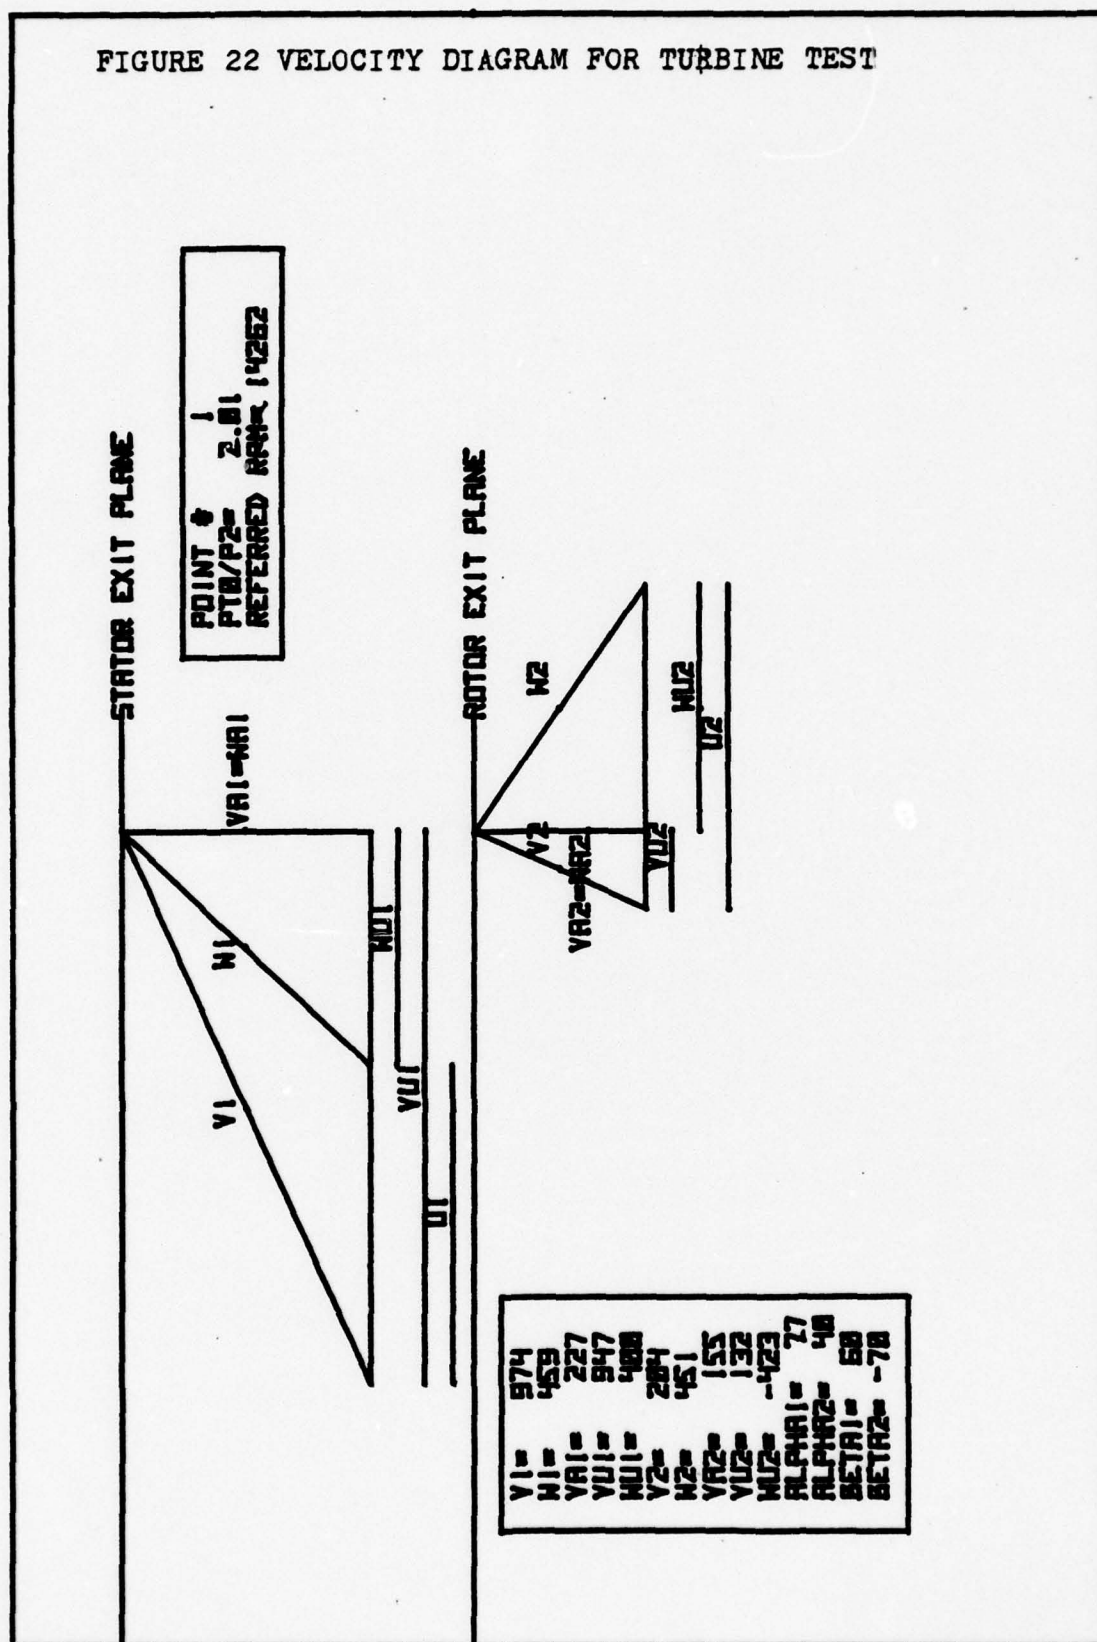 FIGURE 22 VELOCITY DIAGRAM FOR TURBINE TEST
STATOR EXIT PLANE
POINT # 1
PT0/P2= 2.01
REFERRED RPM= 14262
VA1=WA1
W1
V1
WU1
VU1
U1
ROTOR EXIT PLANE
W2
V2
VA2=WA2
VU2
WU2
U2
V1= 974
W1= 459
VA1= 227
VU1= 947
WU1= 400
V2= 204
W2= 451
VA2= 155
VU2= 132
WU2= -423
ALPHA1= 77
ALPHA2= 40
BETA1= 60
BETA2= -70